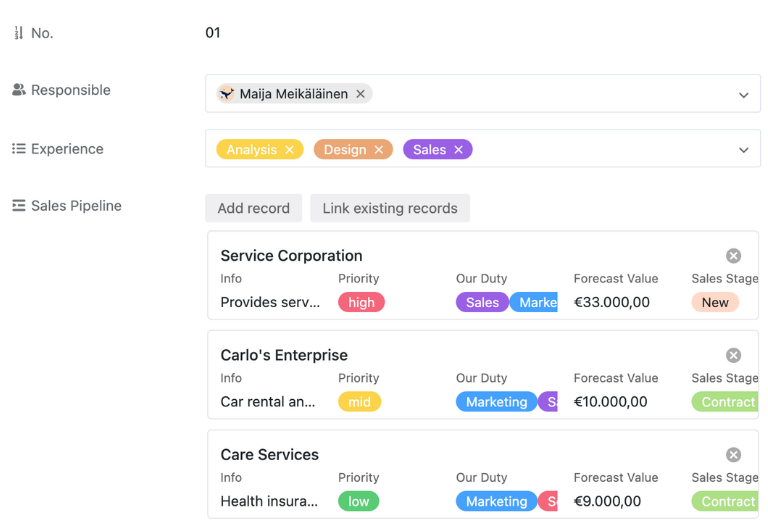 No. 01
Responsible Maija Meikäläinen
Experience Analysis Design Sales
Sales Pipeline Add record Link existing records
Service Corporation
Info Priority Our Duty Forecast Value Sales Stage
Provides serv... high Sales Marke €33.000,00 New
Carlo's Enterprise
Info Priority Our Duty Forecast Value Sales Stage
Car rental an... mid Marketing Sa €10.000,00 Contract
Care Services
Info Priority Our Duty Forecast Value Sales Stage
Health insura... low Marketing €9.000,00 Contract